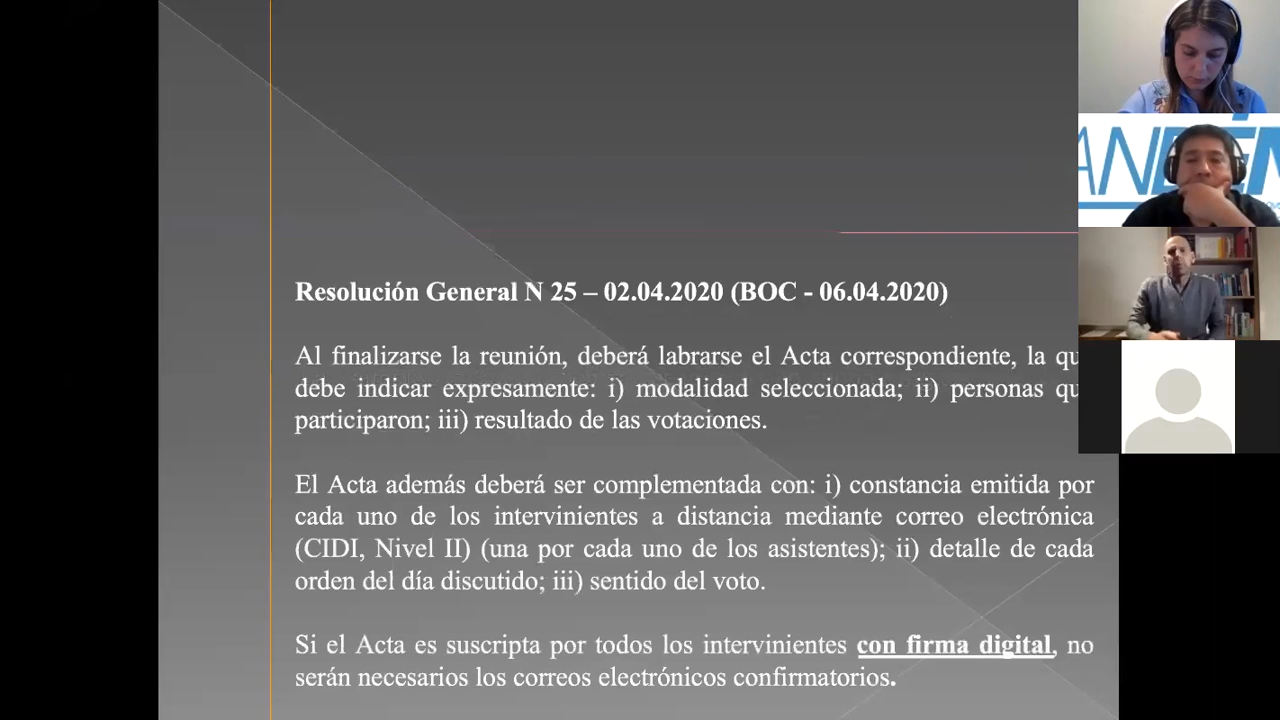 Resolución General N 25 – 02.04.2020 (BOC - 06.04.2020)
Al finalizarse la reunión, deberá labrarse el Acta correspondiente, la qu
debe indicar expresamente: i) modalidad seleccionada; ii) personas qu
participaron; iii) resultado de las votaciones.
El Acta además deberá ser complementada con: i) constancia emitida por
cada uno de los intervinientes a distancia mediante correo electrónica
(CIDI, Nivel II) (una por cada uno de los asistentes); ii) detalle de cada
orden del día discutido; iii) sentido del voto.
Si el Acta es suscripta por todos los intervinientes con firma digital, no
serán necesarios los correos electrónicos confirmatorios.